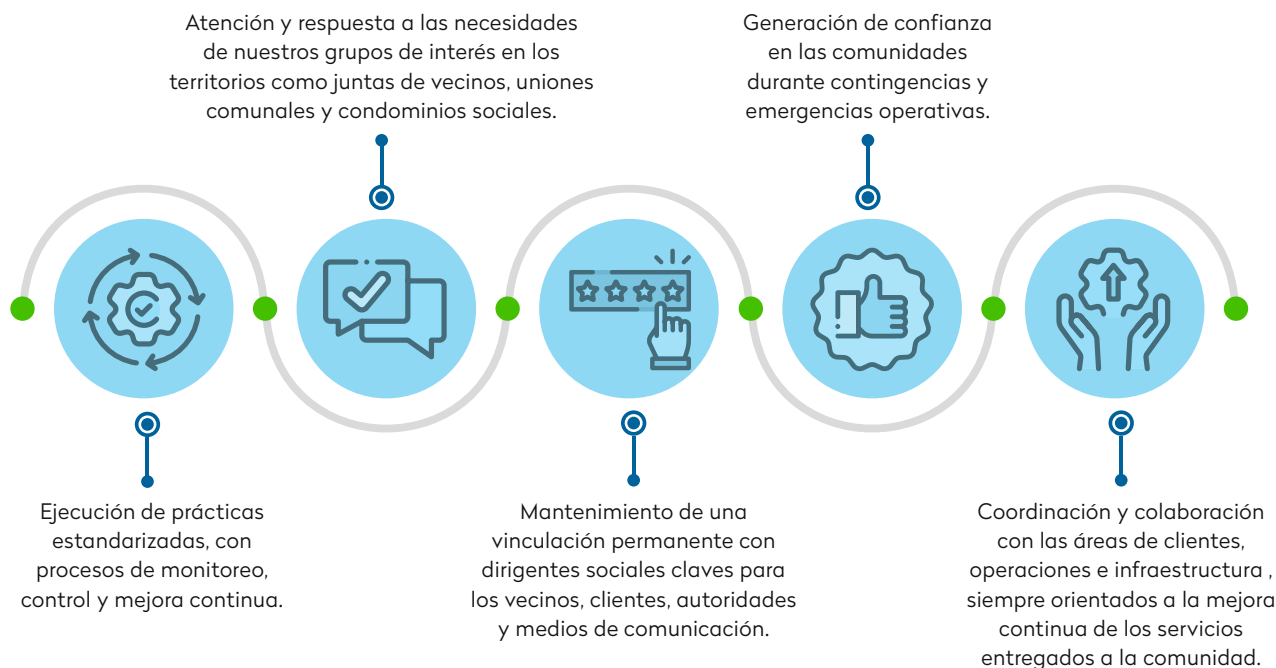 Atención y respuesta a las necesidades
de nuestros grupos de interés en los
territorios como juntas de vecinos, uniones
comunales y condominios sociales.
Generación de confianza
en las comunidades
durante contingencias y
emergencias operativas.
Ejecución de prácticas
estandarizadas, con
procesos de monitoreo,
control y mejora continua.
Mantenimiento de una
vinculación permanente con
dirigentes sociales claves para
los vecinos, clientes, autoridades
y medios de comunicación.
Coordinación y colaboración
con las áreas de clientes,
operaciones e infraestructura ,
siempre orientados a la mejora
continua de los servicios
entregados a la comunidad.